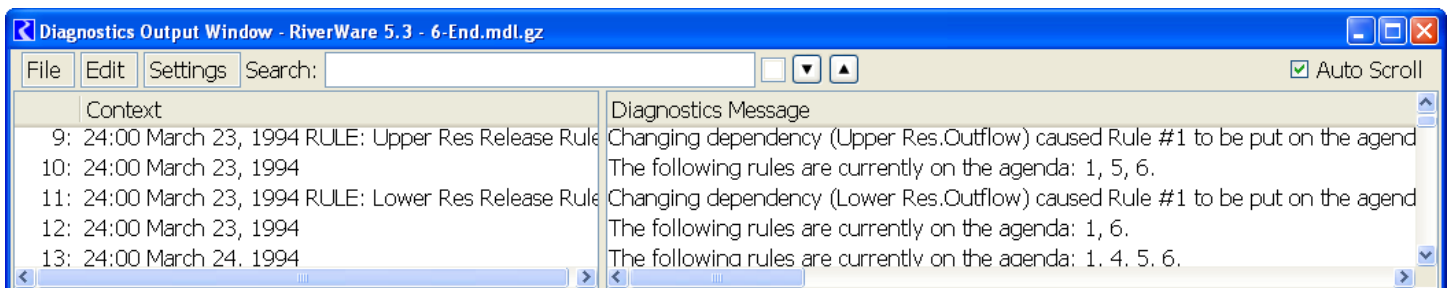 Diagnostics Output Window - RiverWare 5.3 - 6-End.mdl.gz
File Edit Settings Search: Auto Scroll
Context Diagnostics Message
9: 24:00 March 23, 1994 RULE: Upper Res Release Rule Changing dependency (Upper Res.Outflow) caused Rule #1 to be put on the agend
10: 24:00 March 23, 1994 The following rules are currently on the agenda: 1, 5, 6.
11: 24:00 March 23, 1994 RULE: Lower Res Release Rule Changing dependency (Lower Res.Outflow) caused Rule #1 to be put on the agend
12: 24:00 March 23, 1994 The following rules are currently on the agenda: 1, 6.
13: 24:00 March 24, 1994 The following rules are currently on the agenda: 1, 4, 5, 6.